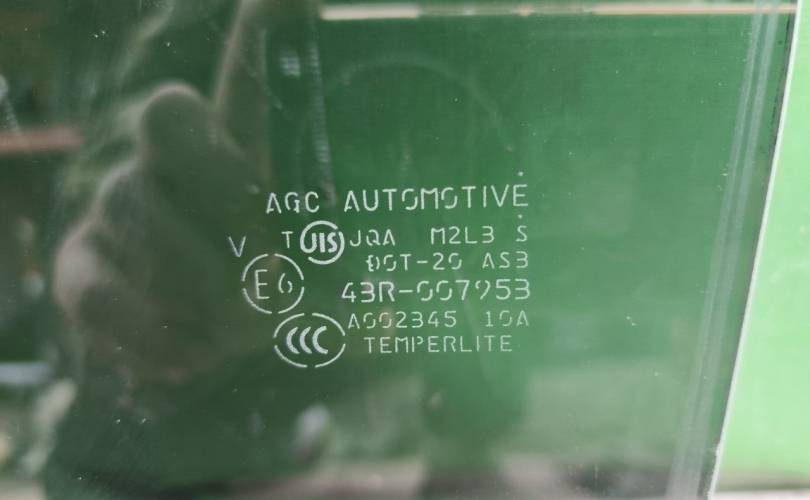 AGC AUTOMOTIVE
V T JIS JQA M2L3 S
DOT-20 AS3
E6 43R-007953
CCC A002345 10A
TEMPERLITE